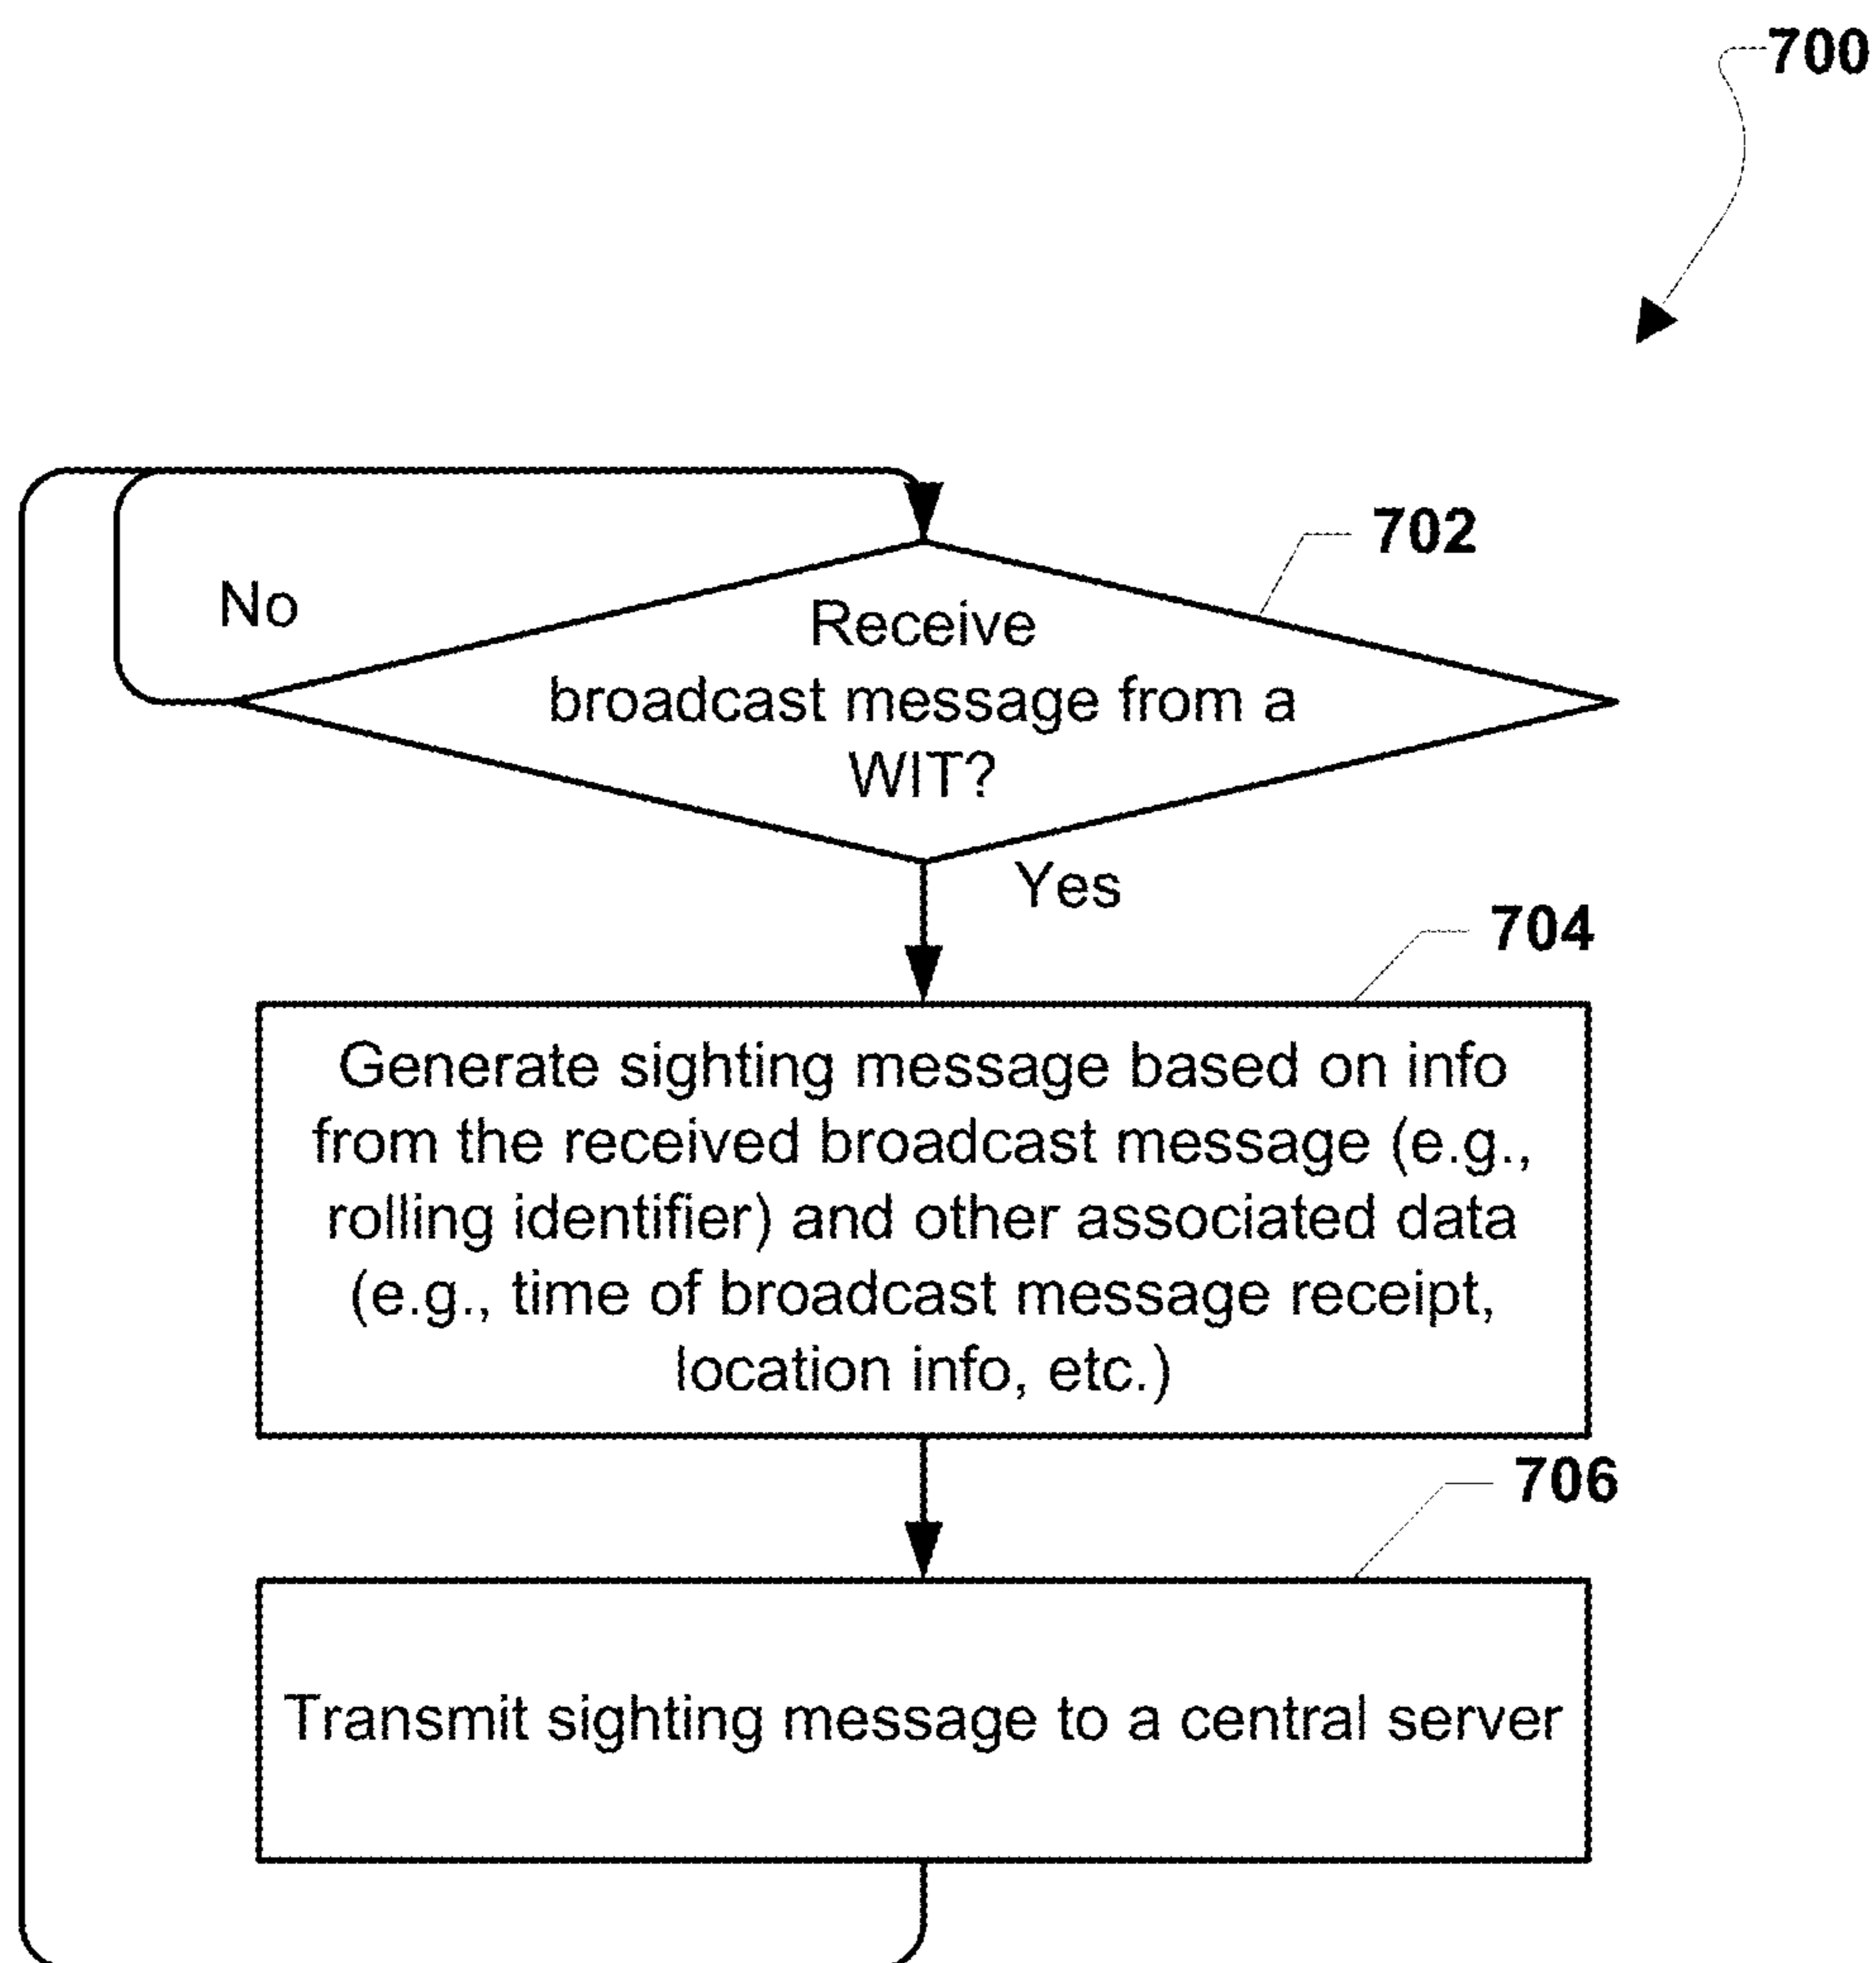 700
702
No
Receive
broadcast message from a
WIT?
Yes
704
Generate sighting message based on info
from the received broadcast message (e.g.,
rolling identifier) and other associated data
(e.g., time of broadcast message receipt,
location info, etc.)
706
Transmit sighting message to a central server